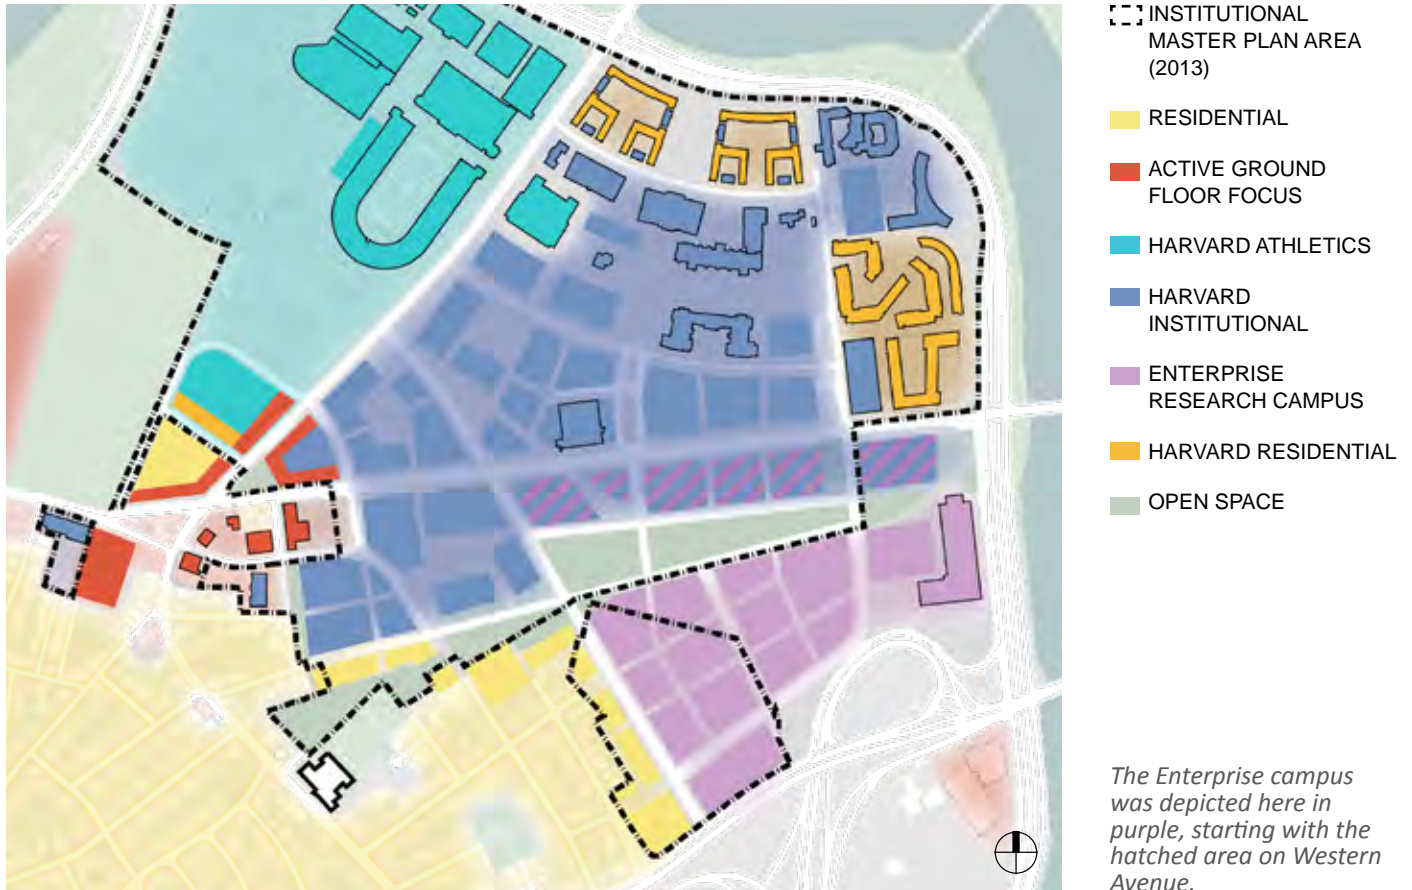 INSTITUTIONAL
MASTER PLAN AREA
(2013)
RESIDENTIAL
ACTIVE GROUND
FLOOR FOCUS
HARVARD ATHLETICS
HARVARD
INSTITUTIONAL
ENTERPRISE
RESEARCH CAMPUS
HARVARD RESIDENTIAL
OPEN SPACE
The Enterprise campus
was depicted here in
purple, starting with the
hatched area on Western
Avenue.